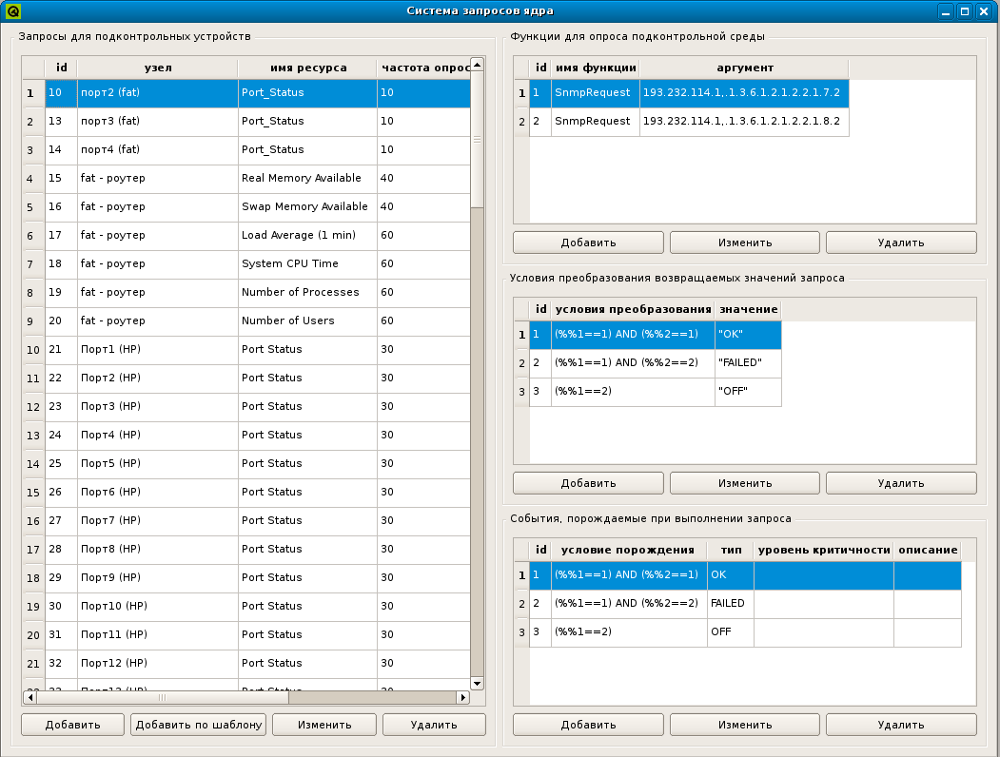 Система запросов ядра
Запросы для подконтрольных устройств
id узел имя ресурса частота опрос
1 10 порт2 (fat) Port_Status 10
2 13 порт3 (fat) Port_Status 10
3 14 порт4 (fat) Port_Status 10
4 15 fat - роутер Real Memory Available 40
5 16 fat - роутер Swap Memory Available 40
6 17 fat - роутер Load Average (1 min) 60
7 18 fat - роутер System CPU Time 60
8 19 fat - роутер Number of Processes 60
9 20 fat - роутер Number of Users 60
10 21 Порт1 (HP) Port Status 30
11 22 Порт2 (HP) Port Status 30
12 23 Порт3 (HP) Port Status 30
13 24 Порт4 (HP) Port Status 30
14 25 Порт5 (HP) Port Status 30
15 26 Порт6 (HP) Port Status 30
16 27 Порт7 (HP) Port Status 30
17 28 Порт8 (HP) Port Status 30
18 29 Порт9 (HP) Port Status 30
19 30 Порт10 (HP) Port Status 30
20 31 Порт11 (HP) Port Status 30
21 32 Порт12 (HP) Port Status 30
22 33 Порт13 (HP) Port Status 30
Добавить Добавить по шаблону Изменить Удалить
Функции для опроса подконтрольной среды
id имя функции аргумент
1 1 SnmpRequest 193.232.114.1,.1.3.6.1.2.1.2.2.1.7.2
2 2 SnmpRequest 193.232.114.1,.1.3.6.1.2.1.2.2.1.8.2
Добавить Изменить Удалить
Условия преобразования возвращаемых значений запроса
id условия преобразования значение
1 1 (%%1==1) AND (%%2==1) "OK"
2 2 (%%1==1) AND (%%2==2) "FAILED"
3 3 (%%1==2) "OFF"
Добавить Изменить Удалить
События, порождаемые при выполнении запроса
id условие порождения тип уровень критичности описание
1 1 (%%1==1) AND (%%2==1) OK
2 2 (%%1==1) AND (%%2==2) FAILED
3 3 (%%1==2) OFF
Добавить Изменить Удалить